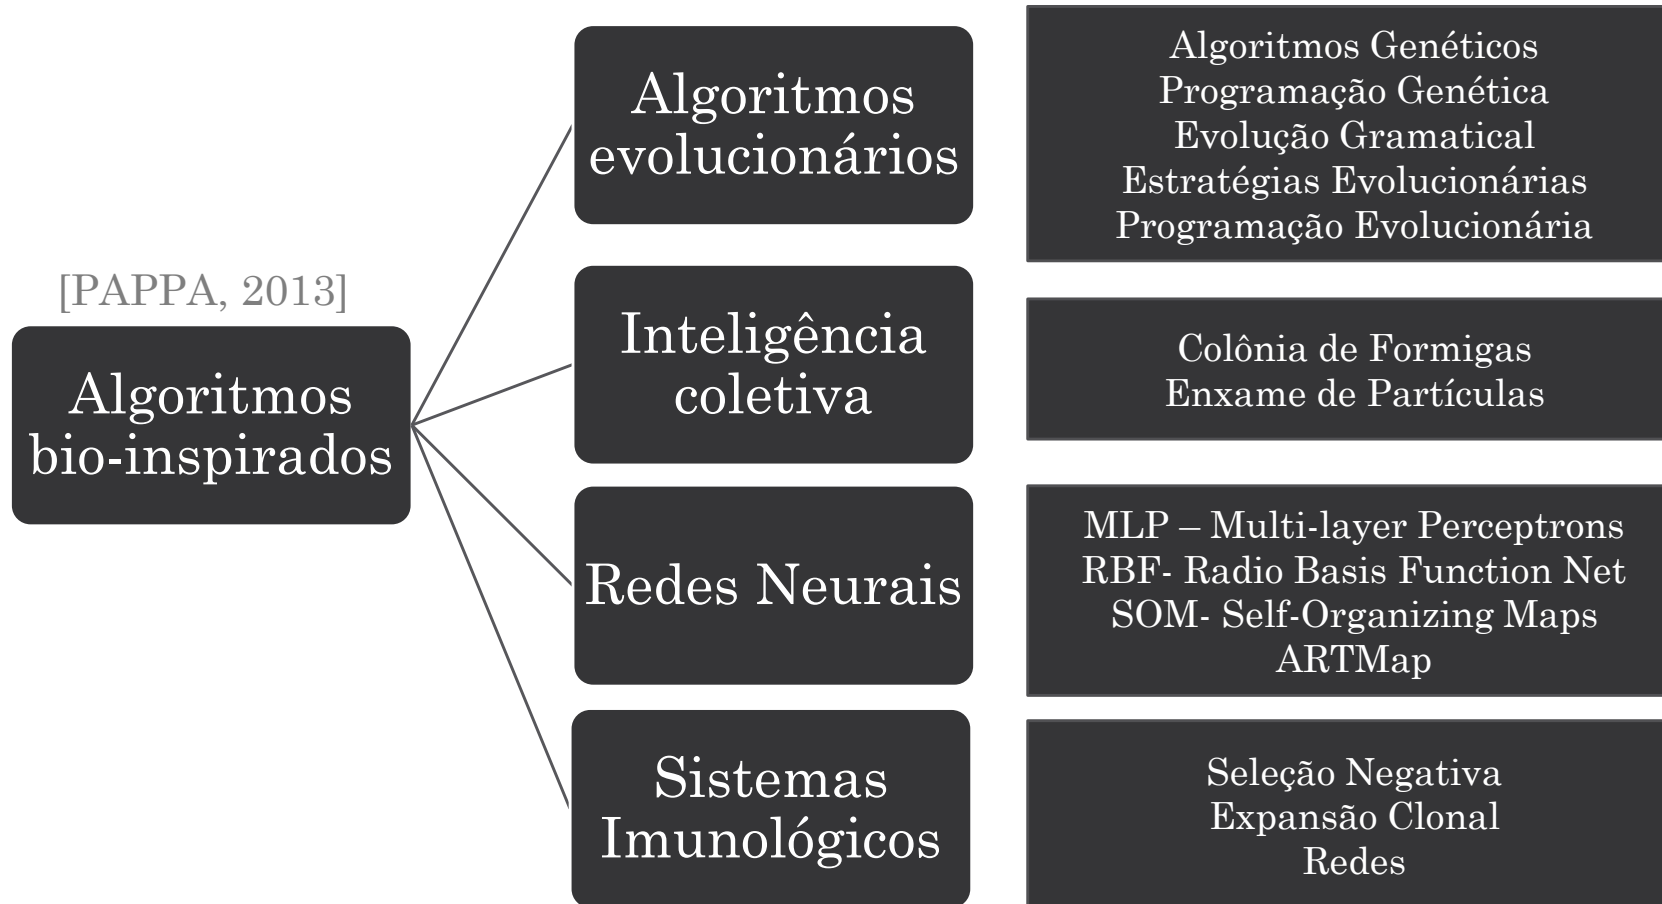 [PAPPA, 2013]
Algoritmos
bio-inspirados
Algoritmos
evolucionários
Algoritmos Genéticos
Programação Genética
Evolução Gramatical
Estratégias Evolucionárias
Programação Evolucionária
Inteligência
coletiva
Colônia de Formigas
Enxame de Partículas
Redes Neurais
MLP – Multi-layer Perceptrons
RBF- Radio Basis Function Net
SOM- Self-Organizing Maps
ARTMap
Sistemas
Imunológicos
Seleção Negativa
Expansão Clonal
Redes